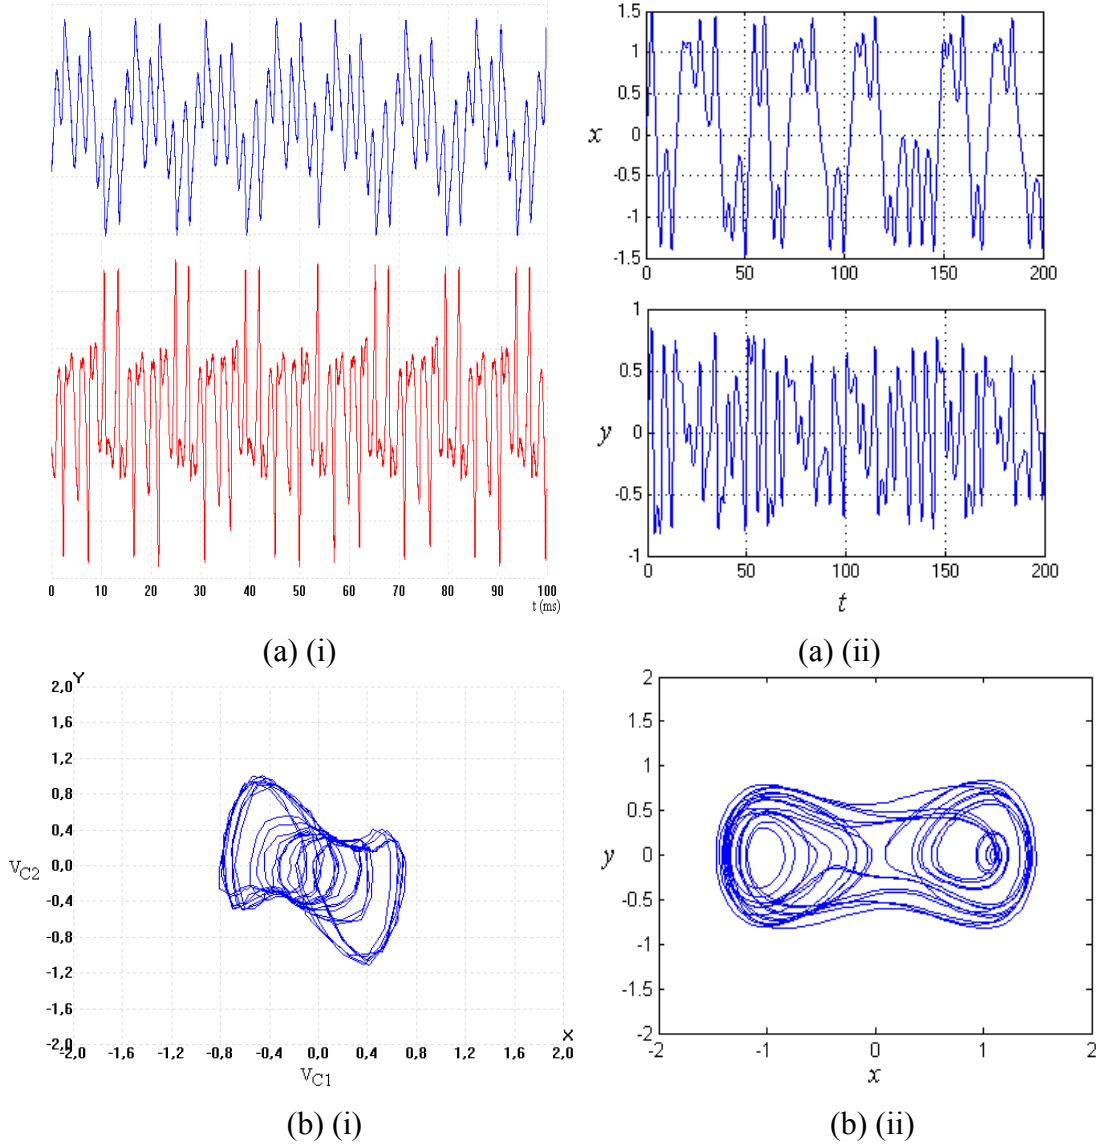 0 10 20 30 40 50 60 70 80 90 100
t (ms)
(a) (i)
1.5
1
0.5
0
-0.5
-1
-1.5
x
0 50 100 150 200
1
0.5
0
-0.5
-1
y
0 50 100 150 200
t
(a) (ii)
Y
2,0
1,6
1,2
0,8
0,4
0,0
-0,4
-0,8
-1,2
-1,6
-2,0
VC2
X
-2,0 -1,6 -1,2 -0,8 -0,4 0,0 0,4 0,8 1,2 1,6 2,0
VC1
(b) (i)
2
1.5
1
0.5
0
-0.5
-1
-1.5
-2
y
-2 -1 0 1 2
x
(b) (ii)